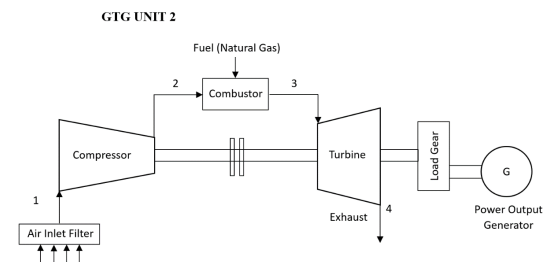 GTG UNIT 2
Fuel (Natural Gas)
2
Combustor
3
Compressor
Turbine
Load Gear
G
1
4
Exhaust
Power Output
Generator
Air Inlet Filter